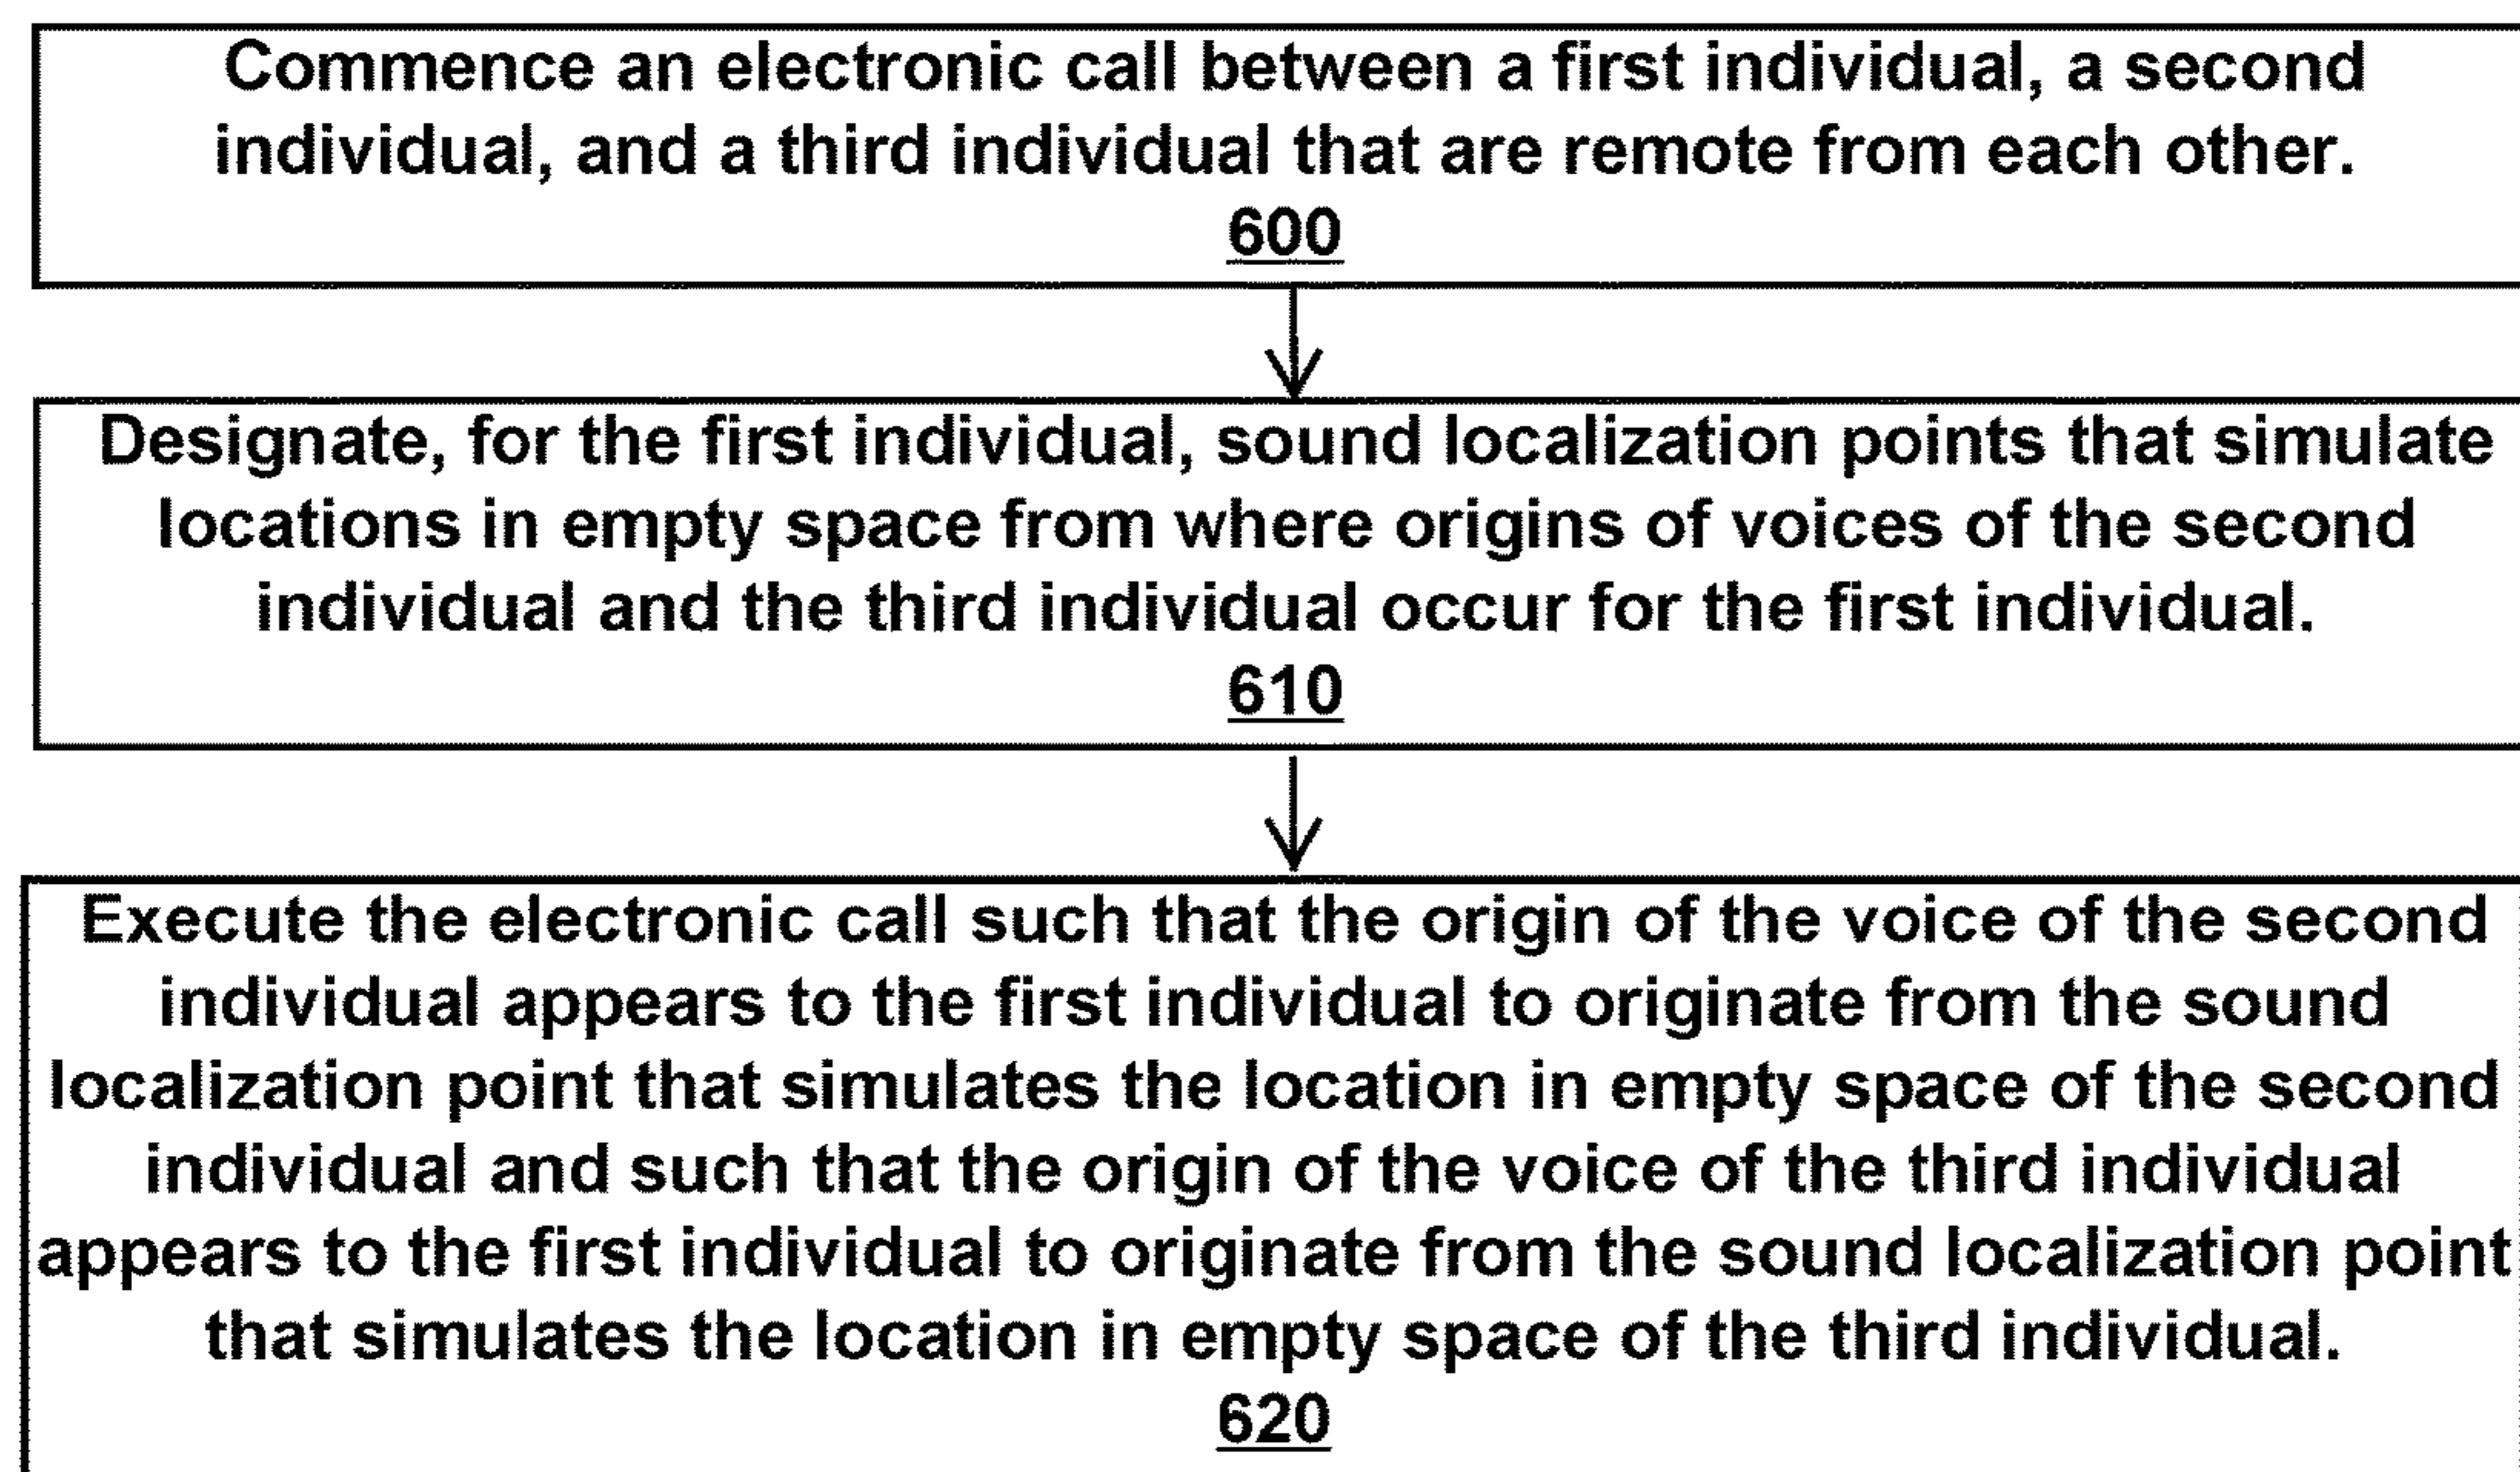 Commence an electronic call between a first individual, a second
individual, and a third individual that are remote from each other.
600
Designate, for the first individual, sound localization points that simulate
locations in empty space from where origins of voices of the second
individual and the third individual occur for the first individual.
610
Execute the electronic call such that the origin of the voice of the second
individual appears to the first individual to originate from the sound
localization point that simulates the location in empty space of the second
individual and such that the origin of the voice of the third individual
appears to the first individual to originate from the sound localization point
that simulates the location in empty space of the third individual.
620